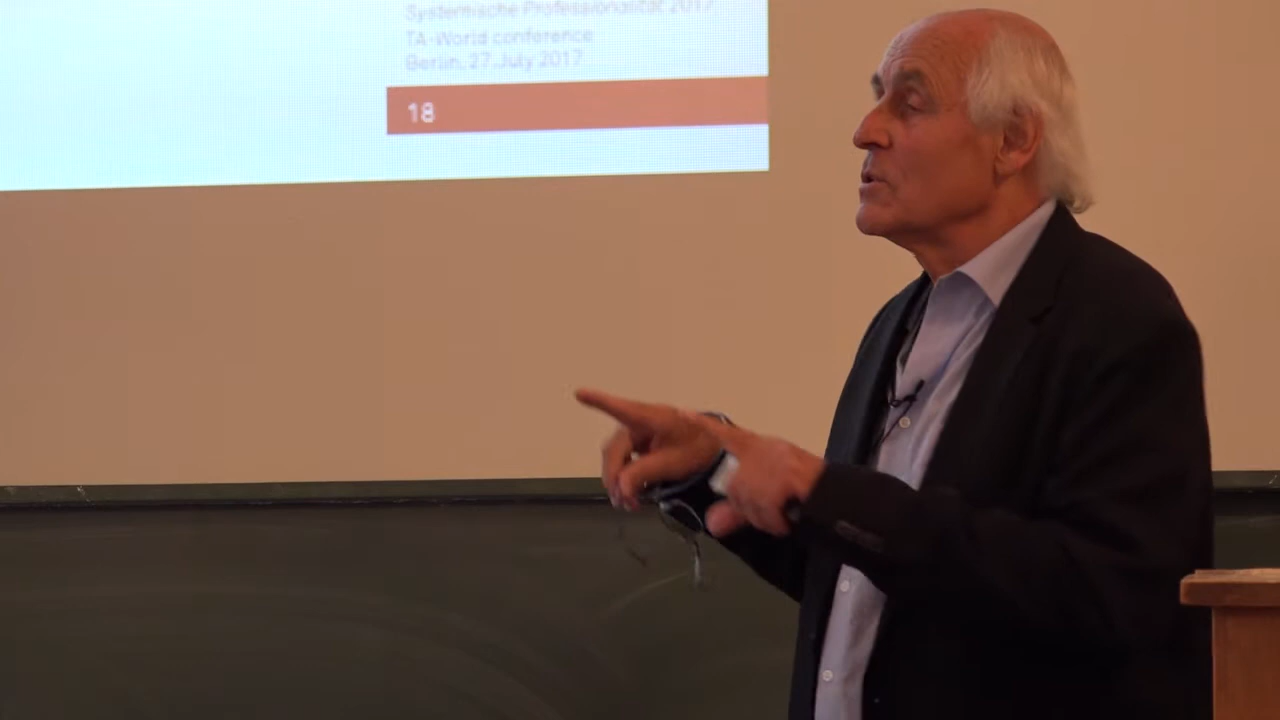 Systemische Professionalität 2017
TA-World conference
Berlin, 27.July 2017
18